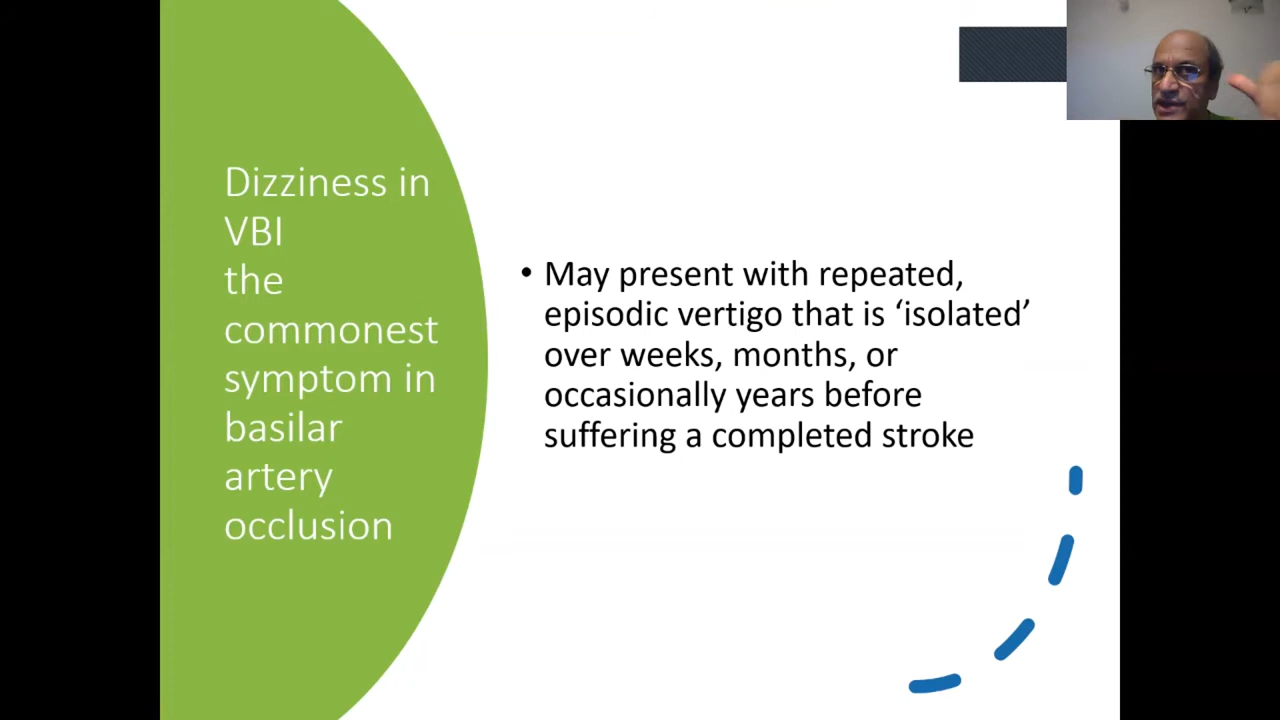 Dizziness in
VBI
the
commonest
symptom in
basilar
artery
occlusion
• May present with repeated,
episodic vertigo that is ‘isolated’
over weeks, months, or
occasionally years before
suffering a completed stroke